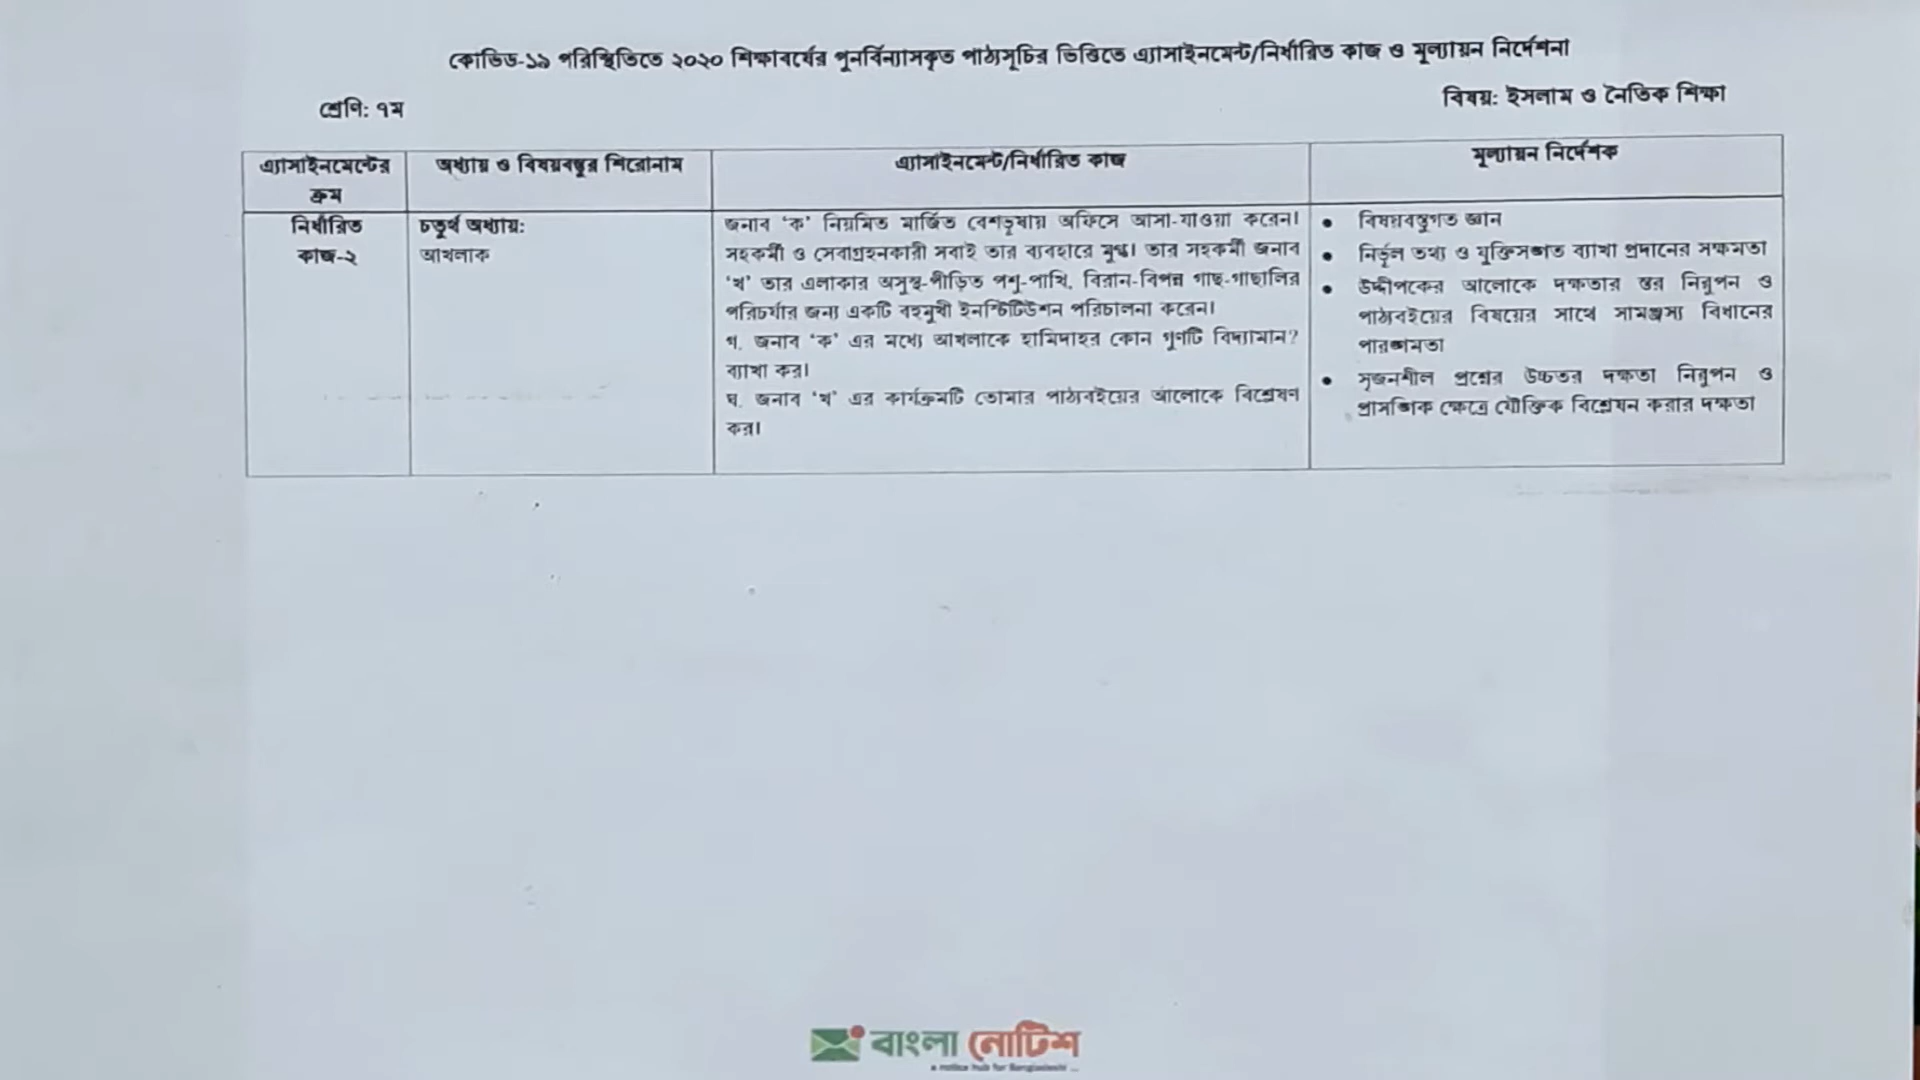 কোভিড-১৯ পরিস্থিতিতে ২০২০ শিক্ষাবর্ষের পুনর্বিন্যাসকৃত পাঠ্যসূচির ভিত্তিতে এ্যাসাইনমেন্ট/নির্ধারিত কাজ ও মূল্যায়ন নির্দেশনা
শ্রেণি: ৭ম
বিষয়: ইসলাম ও নৈতিক শিক্ষা
এ্যাসাইনমেন্টের
ক্রম
অধ্যায় ও বিষয়বস্তুর শিরোনাম
এ্যাসাইনমেন্ট/নির্ধারিত কাজ
মূল্যায়ন নির্দেশক
নির্ধারিত
কাজ-২
চতুর্থ অধ্যায়:
আখলাক
জনাব ‘ক’ নিয়মিত মার্জিত বেশভূষায় অফিসে আসা-যাওয়া করেন।
সহকর্মী ও সেবাগ্রহনকারী সবাই তার ব্যবহারে মুগ্ধ। তার সহকর্মী জনাব
‘খ’ তার এলাকার অসুস্থ-পীড়িত পশু-পাখি, বিরান-বিপন্ন গাছ-গাছালির
পরিচর্যার জন্য একটি বহুমুখী ইনস্টিটিউশন পরিচালনা করেন।
গ. জনাব ‘ক’ এর মধ্যে আখলাকে হামিদাহর কোন গুণটি বিদ্যামান?
ব্যাখা কর।
ঘ. জনাব ‘খ’ এর কার্যক্রমটি তোমার পাঠ্যবইয়ের আলোকে বিশ্লেষণ
কর।
• বিষয়বস্তুগত জ্ঞান
• নির্ভূল তথ্য ও যুক্তিসঙ্গত ব্যাখা প্রদানের সক্ষমতা
• উদ্দীপকের আলোকে দক্ষতার স্তর নিরুপন ও
পাঠ্যবইয়ের বিষয়ের সাথে সামঞ্জস্য বিধানের
পারঙ্গমতা
• সৃজনশীল প্রশ্নের উচ্চতর দক্ষতা নিরুপন ও
প্রাসঙ্গিক ক্ষেত্রে যৌক্তিক বিশ্লেষন করার দক্ষতা
বাংলা নোটিশ
a notice hub for Bangladeshi ...